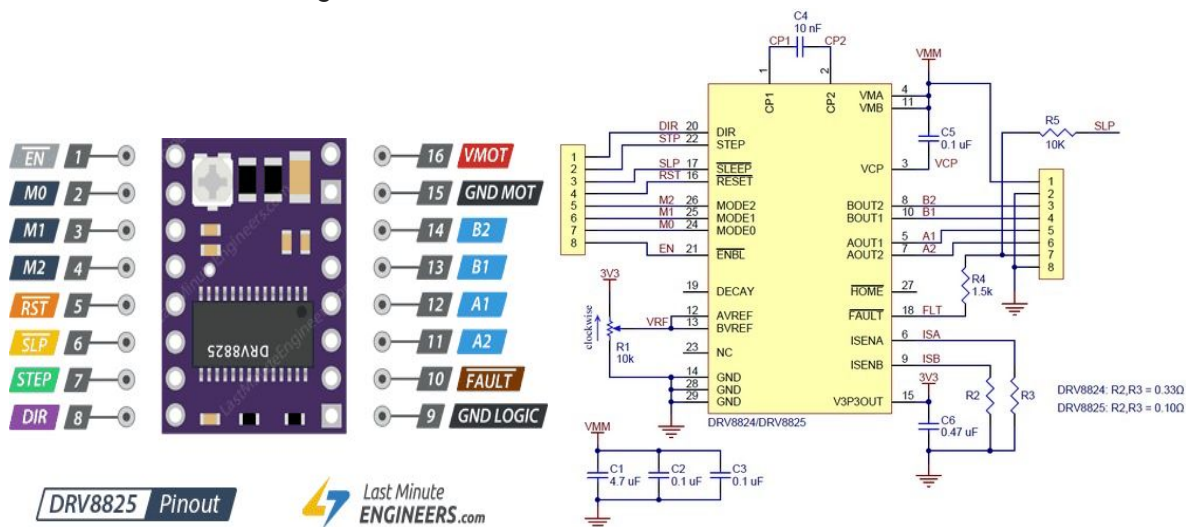 EN 1
M0 2
M1 3
M2 4
RST 5
SLP 6
STEP 7
DIR 8
DRV8825
LastMinuteEngineers.com
16 VMOT
15 GND MOT
14 B2
13 B1
12 A1
11 A2
10 FAULT
9 GND LOGIC
DRV8825 Pinout
Last Minute
ENGINEERS.com
C4
10 nF
CP1 CP2
1 2
CP1 CP2
1
2
3
4
5
6
7
8
DIR 20 DIR
STP 22 STEP
SLP 17 SLEEP
RST 16 RESET
M2 26 MODE2
M1 25 MODE1
M0 24 MODE0
EN 21 ENBL
19 DECAY
12 AVREF
VRF 13 BVREF
23 NC
14 GND
28 GND
29 GND
3V3
clockwise
R1
10k
VMA 4
VMB 11
VCP 3 VCP
BOUT2 8 B2
BOUT1 10 B1
AOUT1 5 A1
AOUT2 7 A2
HOME 27
FAULT 18 FLT
ISENA 6 ISA
ISENB 9 ISB
V3P3OUT 15
DRV8824/DRV8825
VMM
C5
0.1 uF
R5
10K
SLP
1
2
3
4
5
6
7
8
R4
1.5k
3V3
R2
R3
C6
0.47 uF
DRV8824: R2,R3 = 0.33Ω
DRV8825: R2,R3 = 0.10Ω
VMM
C1
4.7 uF
C2
0.1 uF
C3
0.1 uF